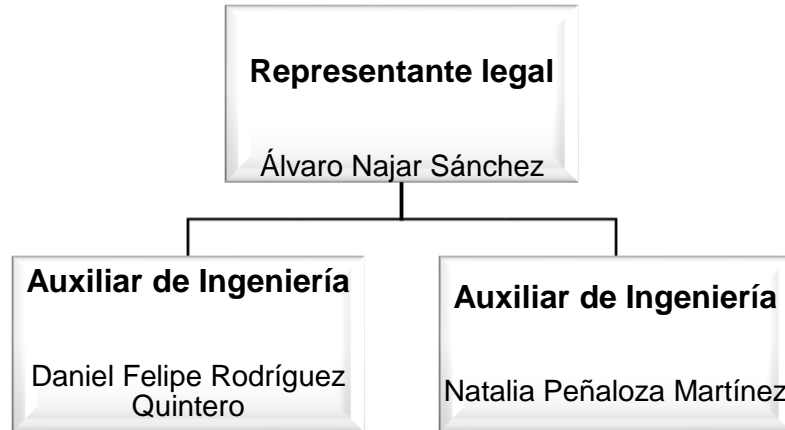 Representante legal
Álvaro Najar Sánchez
Auxiliar de Ingeniería
Daniel Felipe Rodríguez
Quintero
Auxiliar de Ingeniería
Natalia Peñaloza Martínez